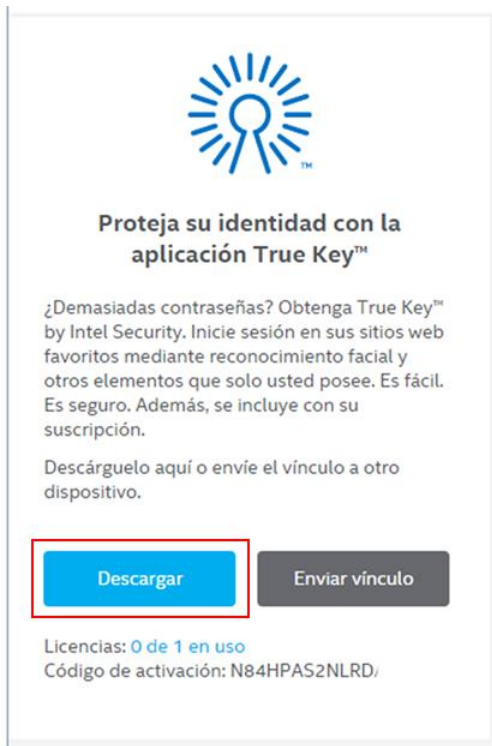 TM
Proteja su identidad con la
aplicación True Key™
¿Demasiadas contraseñas? Obtenga True Key™
by Intel Security. Inicie sesión en sus sitios web
favoritos mediante reconocimiento facial y
otros elementos que solo usted posee. Es fácil.
Es seguro. Además, se incluye con su
suscripción.
Descárguelo aquí o envíe el vínculo a otro
dispositivo.
Descargar Enviar vínculo
Licencias: 0 de 1 en uso
Código de activación: N84HPAS2NLRD